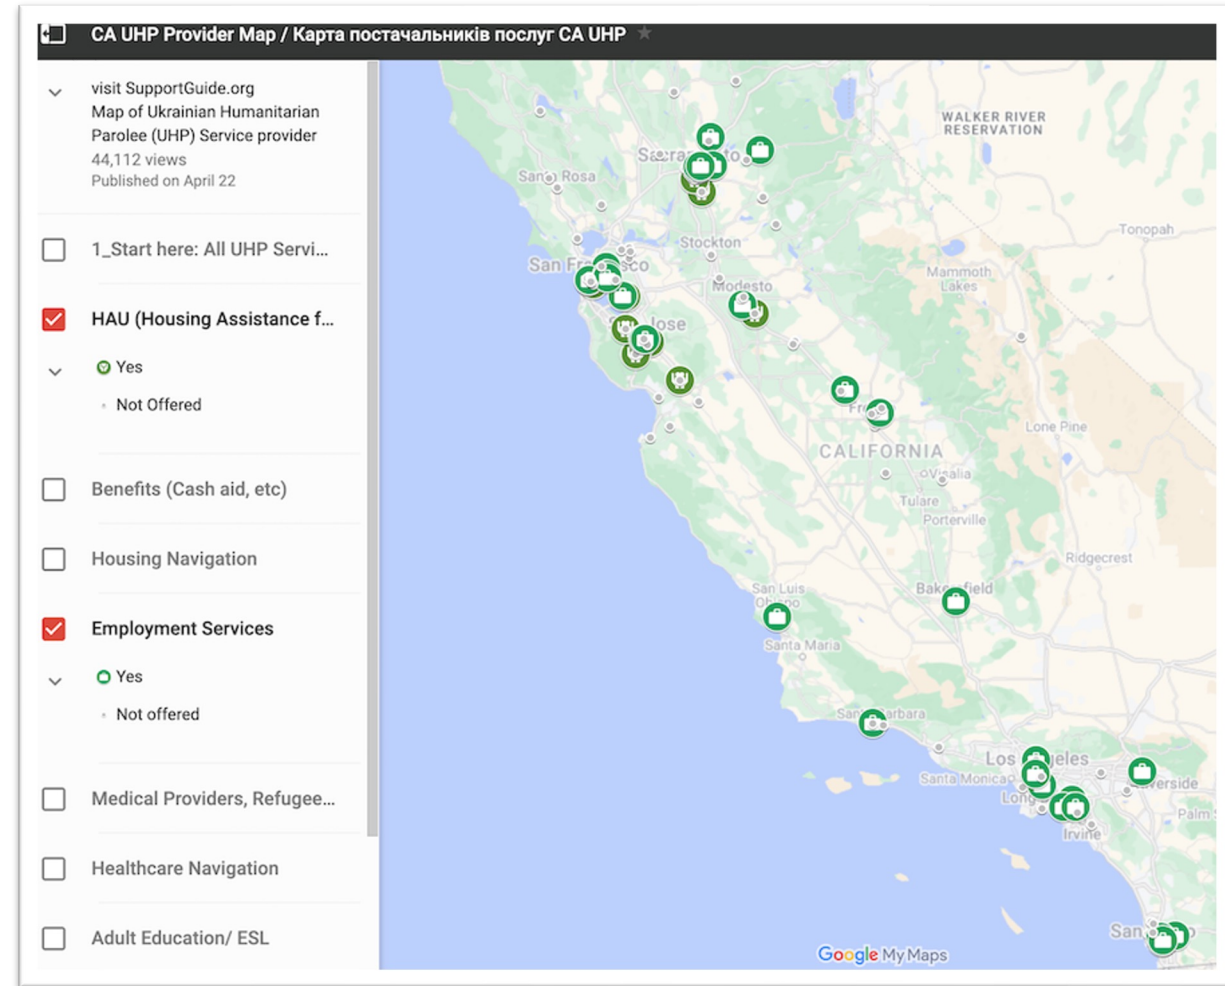 CA UHP Provider Map / Карта постачальників послуг CA UHP
visit SupportGuide.org
Map of Ukrainian Humanitarian
Parolee (UHP) Service provider
44,112 views
Published on April 22
1_Start here: All UHP Servi...
HAU (Housing Assistance f...
Yes
Not Offered
Benefits (Cash aid, etc)
Housing Navigation
Employment Services
Yes
Not offered
Medical Providers, Refugee...
Healthcare Navigation
Adult Education/ ESL
WALKER RIVER
RESERVATION
Santa Rosa
Tonopah
Stockton
Mammoth
Lakes
Modesto
Lone Pine
CALIFORNIA
Visalia
Tulare
Porterville
Ridgecrest
San Luis
Obispo
Santa Maria
Santa Monica
Irvine
Palm
Google My Maps